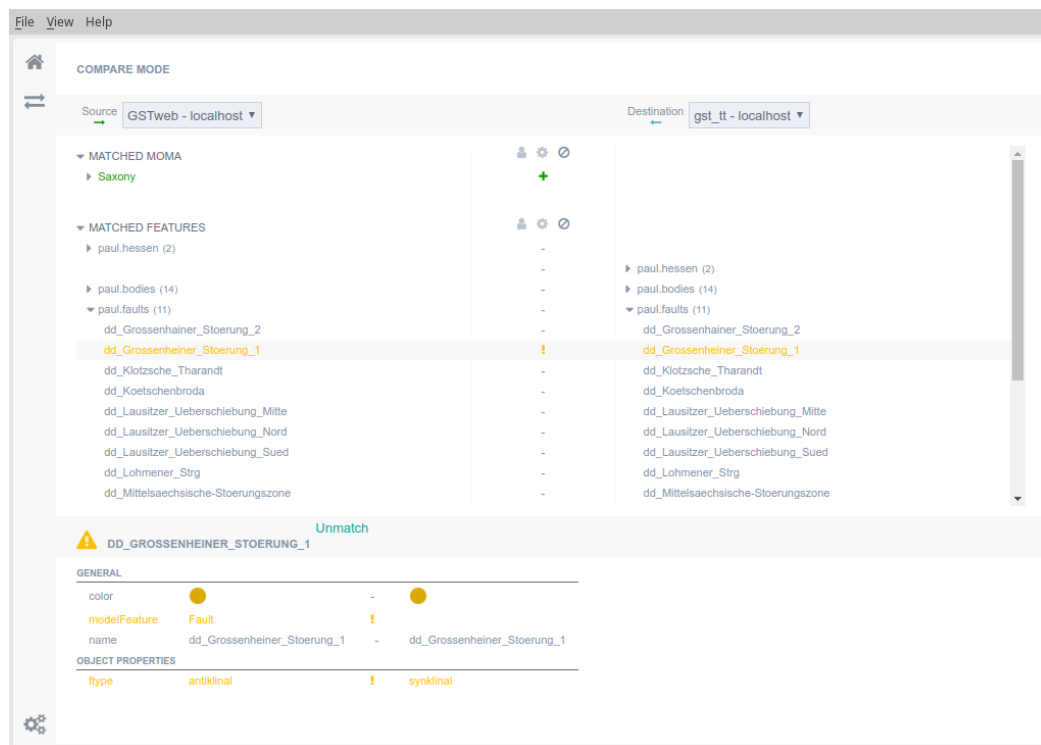 File View Help
COMPARE MODE
Source GSTweb - localhost Destination gst_tt - localhost
MATCHED MOMA
Saxony +
MATCHED FEATURES
paul.hessen (2) -
- paul.hessen (2)
paul.bodies (14) - paul.bodies (14)
paul.faults (11) - paul.faults (11)
dd_Grossenhainer_Stoerung_2 - dd_Grossenhainer_Stoerung_2
dd_Grossenheiner_Stoerung_1 ! dd_Grossenheiner_Stoerung_1
dd_Klotzsche_Tharandt - dd_Klotzsche_Tharandt
dd_Koetschenbroda - dd_Koetschenbroda
dd_Lausitzer_Ueberschiebung_Mitte - dd_Lausitzer_Ueberschiebung_Mitte
dd_Lausitzer_Ueberschiebung_Nord - dd_Lausitzer_Ueberschiebung_Nord
dd_Lausitzer_Ueberschiebung_Sued - dd_Lausitzer_Ueberschiebung_Sued
dd_Lohmener_Strg - dd_Lohmener_Strg
dd_Mittelsaechsische-Stoerungszone - dd_Mittelsaechsische-Stoerungszone
Unmatch
DD_GROSSENHEINER_STOERUNG_1
GENERAL
color -
modelFeature Fault !
name dd_Grossenheiner_Stoerung_1 - dd_Grossenheiner_Stoerung_1
OBJECT PROPERTIES
ftype antiklinal ! synklinal